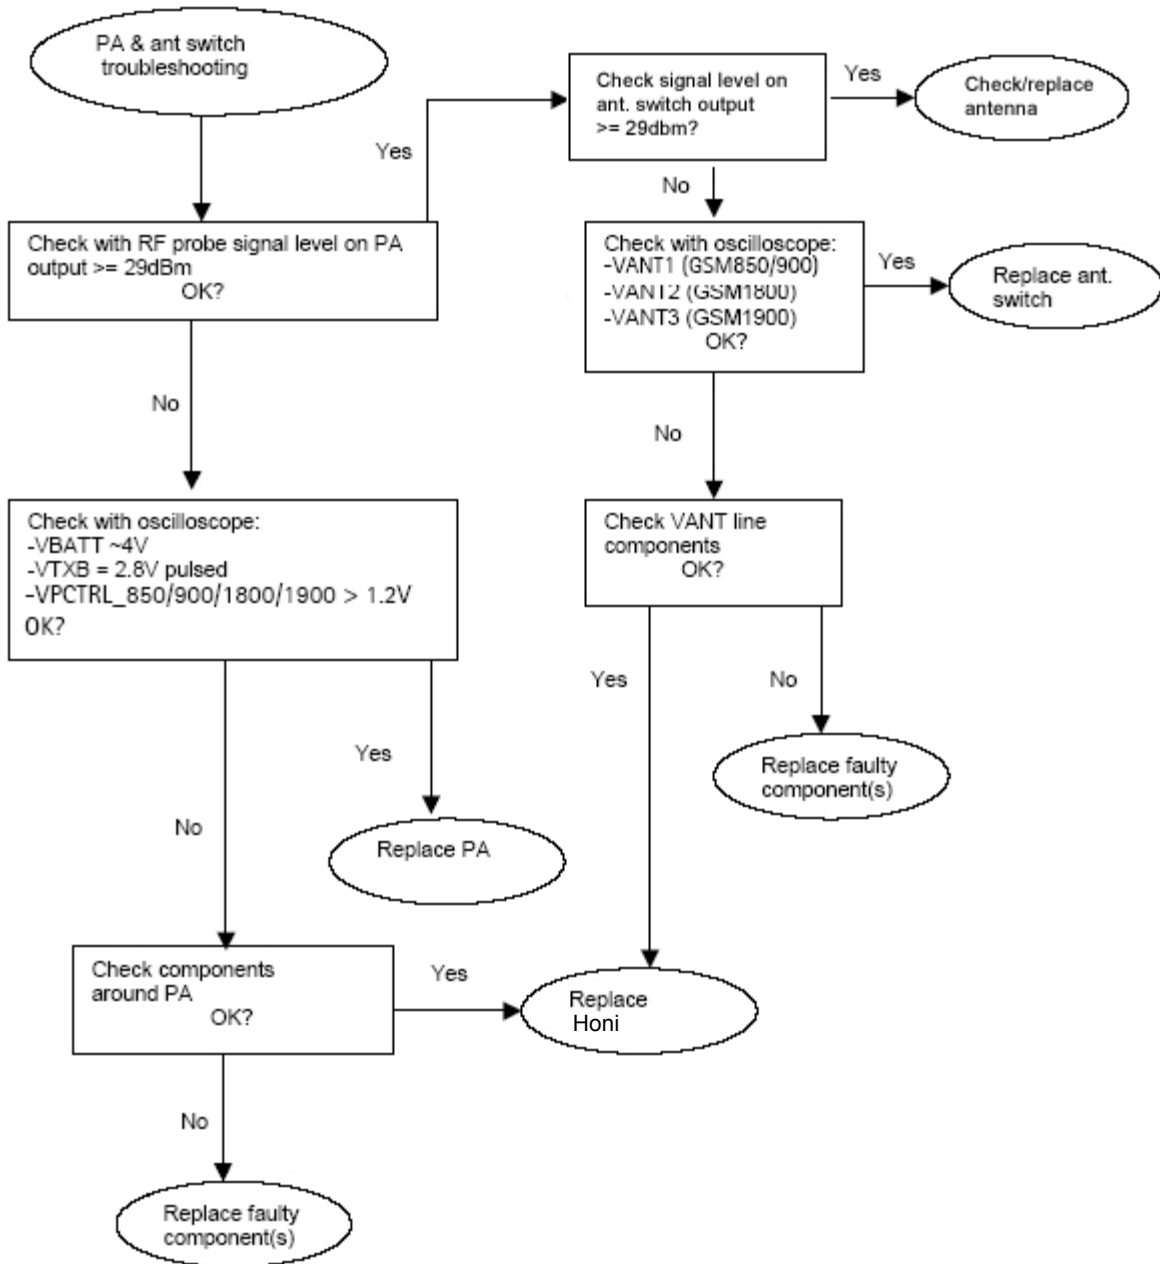 PA & ant switch
troubleshooting
Check signal level on
ant. switch output
>= 29dbm?
Yes
Check/replace
antenna
Yes
No
Check with RF probe signal level on PA
output >= 29dBm
OK?
Check with oscilloscope:
-VANT1 (GSM850/900)
-VANT2 (GSM1800)
-VANT3 (GSM1900)
OK?
Yes
Replace ant.
switch
No
No
Check with oscilloscope:
-VBATT ~4V
-VTXB = 2.8V pulsed
-VPCTRL_850/900/1800/1900 > 1.2V
OK?
Check VANT line
components
OK?
Yes
No
Yes
Replace faulty
component(s)
No
Replace PA
Check components
around PA
OK?
Yes
Replace
Honi
No
Replace faulty
component(s)